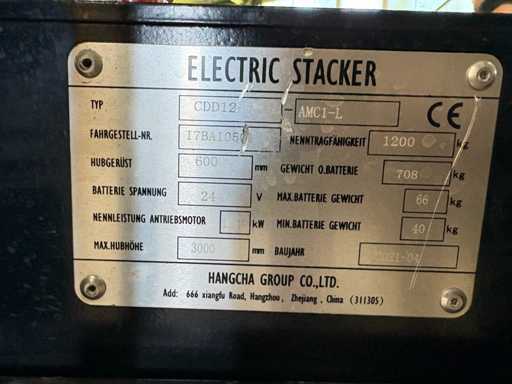 ELECTRIC STACKER
TYP CDD12 - AMC1-L CE
FAHRGESTELL-NR. NENNTRAGFÄHIGKEIT 1200 kg
HUBGERÜST 600 mm GEWICHT O.BATTERIE 708 kg
BATTERIE SPANNUNG 24 V MAX.BATTERIE GEWICHT 66 kg
NENNLEISTUNG ANTRIEBSMOTOR kW MIN.BATTERIE GEWICHT 40 kg
MAX.HUBHÖHE 3000 mm BAUJAHR
HANGCHA GROUP CO.,LTD.
Add: 666 xiangfu Road, Hangzhou, Zhejiang, China (311305)